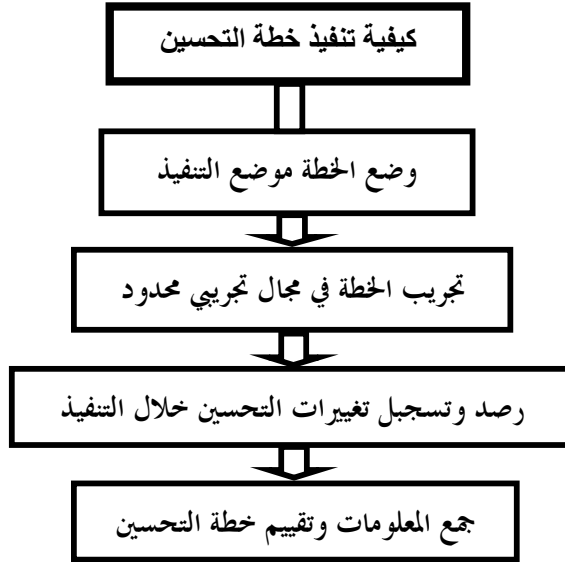 كيفية تنفيذ خطة التحسين
وضع الخطة موضع التنفيذ
تجريب الخطة في مجال تجريبي محدود
رصد وتسجبل تغييرات التحسين خلال التنفيذ
جمع المعلومات وتقييم خطة التحسين